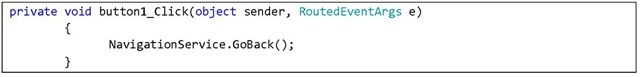 private void button1_Click(object sender, RoutedEventArgs e)
{
NavigationService.GoBack();
}